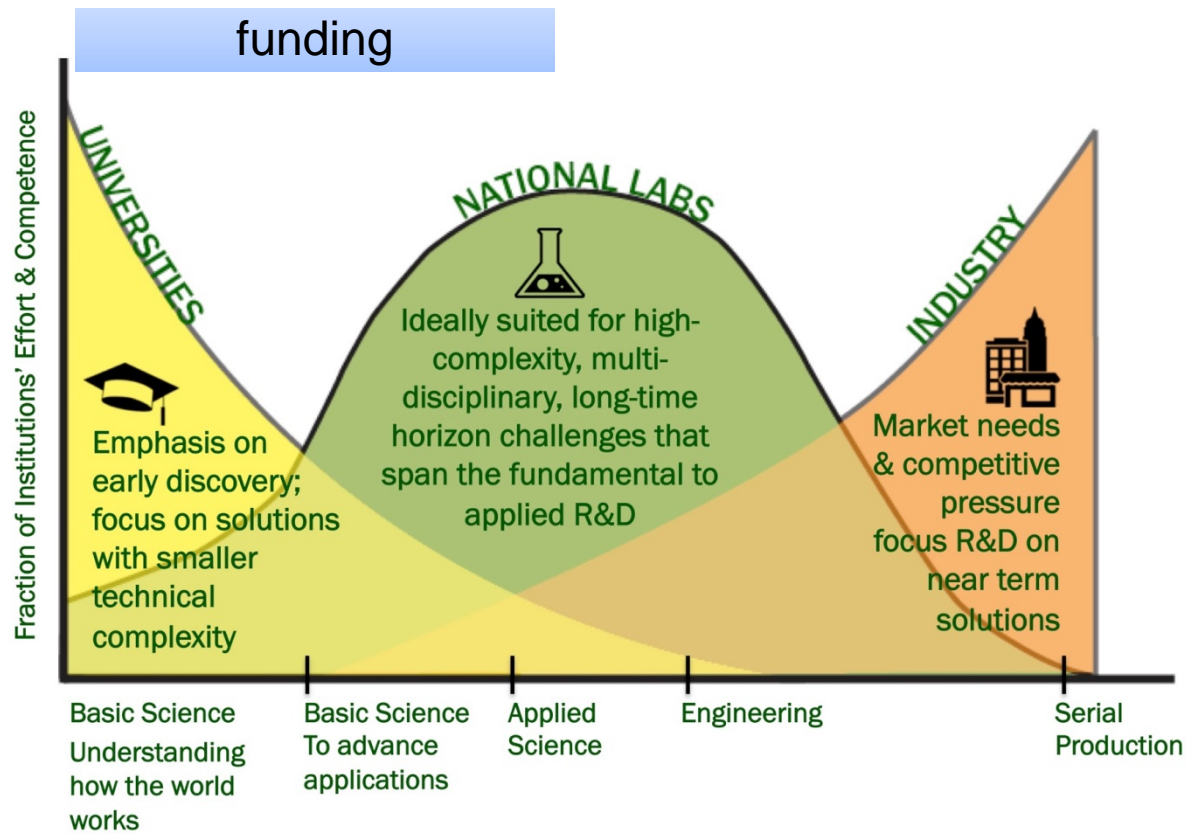 funding
Fraction of Institutions' Effort & Competence
UNIVERSITIES
NATIONAL LABS
INDUSTRY
Emphasis on
early discovery;
focus on solutions
with smaller
technical
complexity
Ideally suited for high-
complexity, multi-
disciplinary, long-time
horizon challenges that
span the fundamental to
applied R&D
Market needs
& competitive
pressure
focus R&D on
near term
solutions
Basic Science
Understanding
how the world
works
Basic Science
To advance
applications
Applied
Science
Engineering
Serial
Production